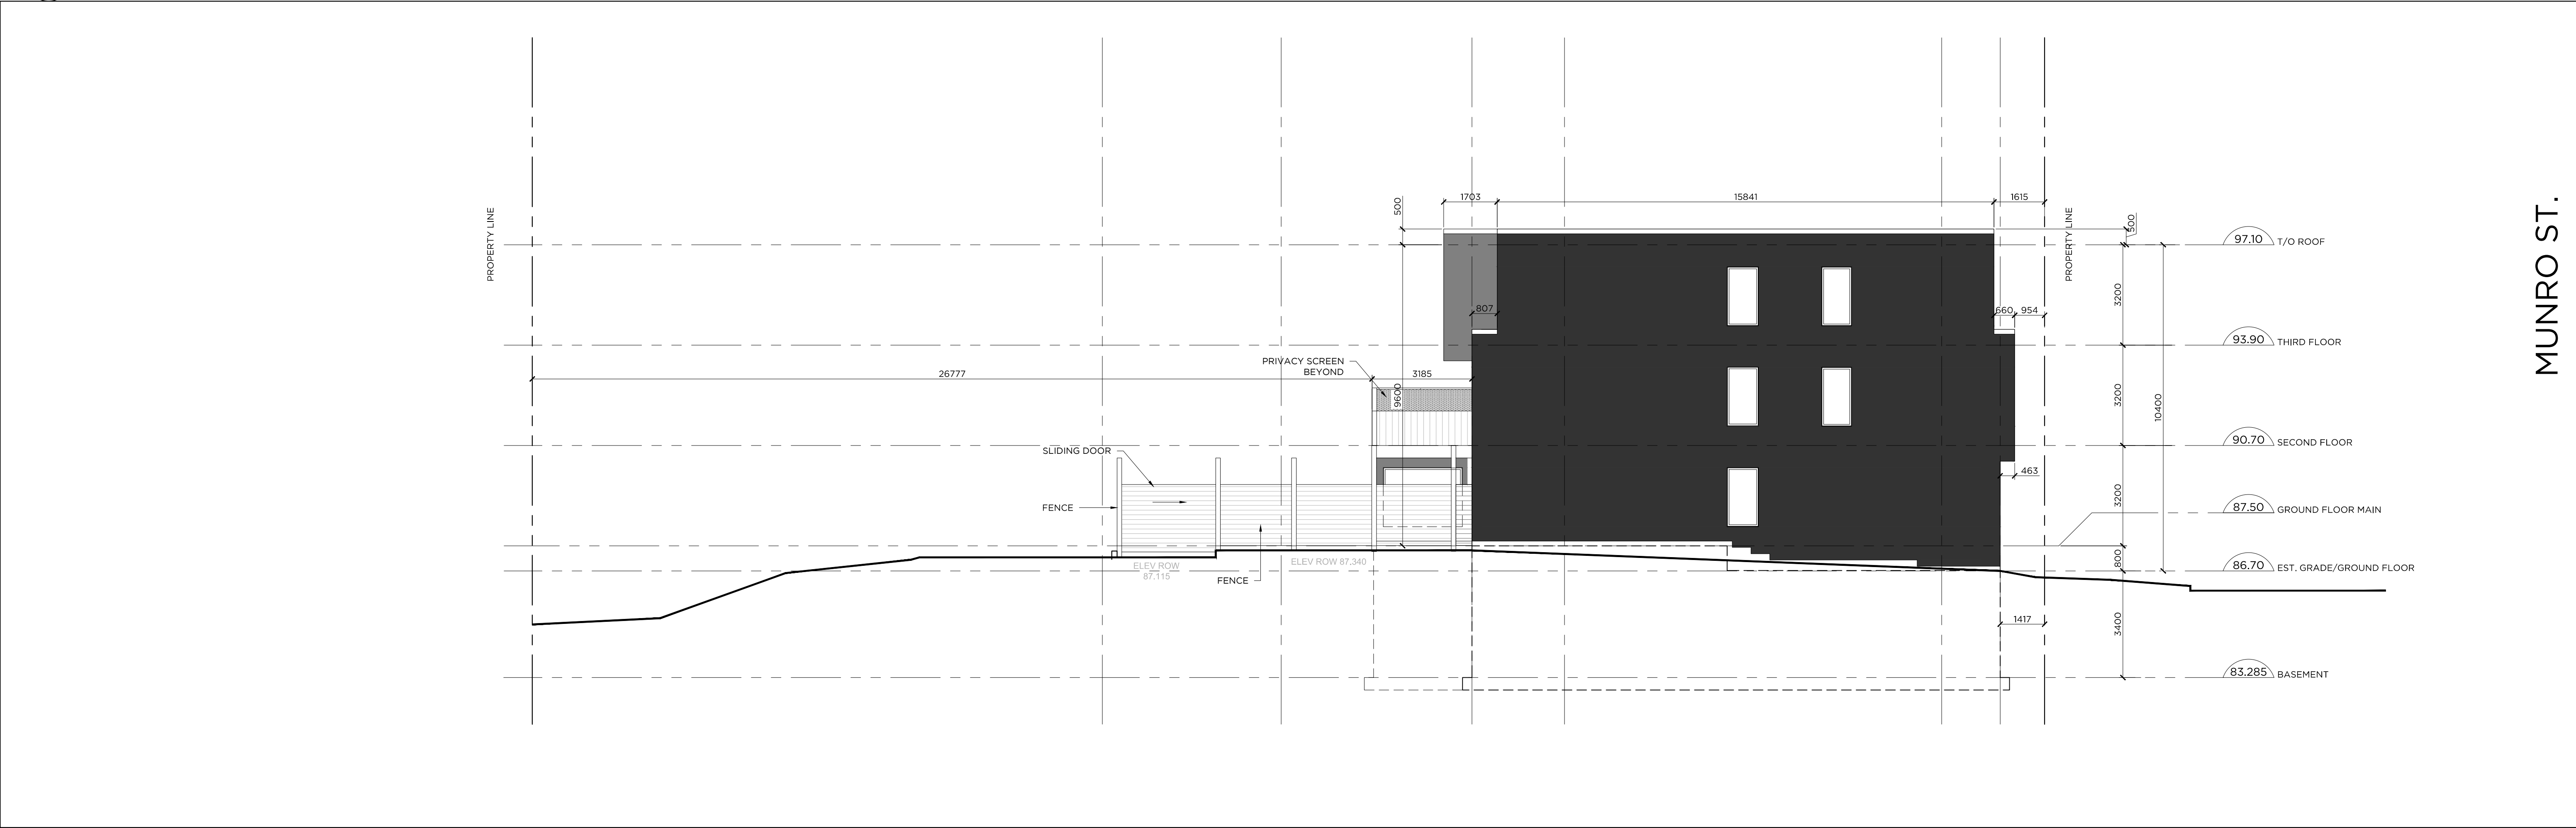 1703
15841
1615
500
500
PROPERTY LINE
PROPERTY LINE
MUNRO ST.
97.10 T/O ROOF
3200
807
660
954
93.90 THIRD FLOOR
PRIVACY SCREEN
BEYOND
26777
3185
9600
3200
10400
90.70 SECOND FLOOR
SLIDING DOOR
463
3200
FENCE
87.50 GROUND FLOOR MAIN
ELEV ROW
87.115
ELEV ROW 87,340
FENCE
800
86.70 EST. GRADE/GROUND FLOOR
1417
3400
83.285 BASEMENT